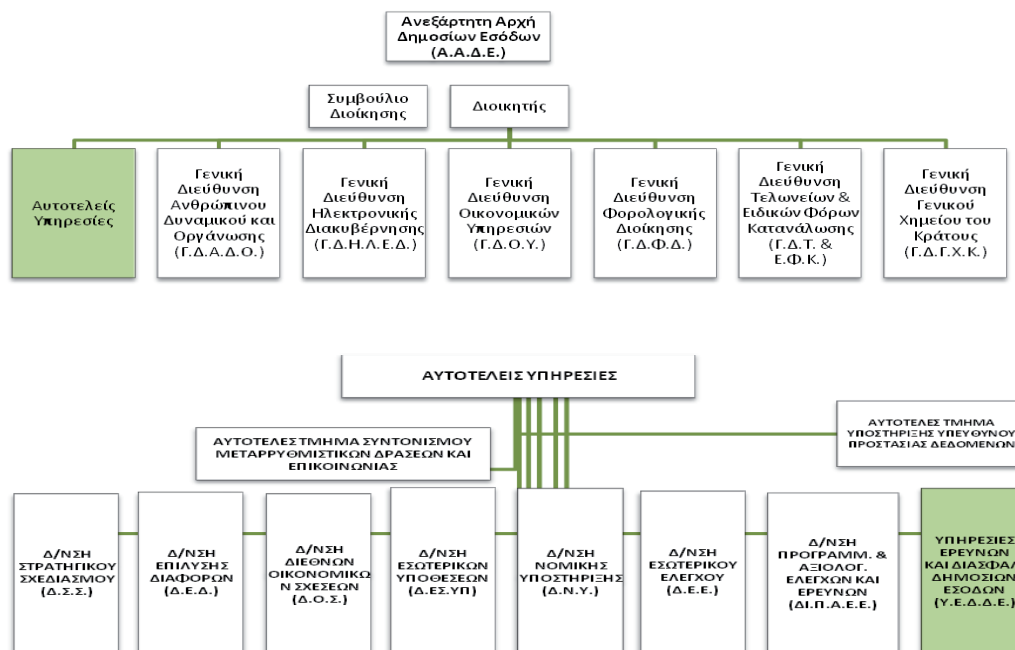 Ανεξάρτητη Αρχή
Δημοσίων Εσόδων
(Α.Α.Δ.Ε.)
Συμβούλιο
Διοίκησης
Διοικητής
Αυτοτελείς
Υπηρεσίες
Γενική
Διεύθυνση
Ανθρώπινου
Δυναμικού και
Οργάνωσης
(Γ.Δ.Α.Δ.Ο.)
Γενική
Διεύθυνση
Ηλεκτρονικής
Διακυβέρνησης
(Γ.Δ.Η.Λ.Ε.Δ.)
Γενική
Διεύθυνση
Οικονομικών
Υπηρεσιών
(Γ.Δ.Ο.Υ.)
Γενική
Διεύθυνση
Φορολογικής
Διοίκησης
(Γ.Δ.Φ.Δ.)
Γενική
Διεύθυνση
Τελωνείων &
Ειδικών Φόρων
Κατανάλωσης
(Γ.Δ.Τ. &
Ε.Φ.Κ.)
Γενική
Διεύθυνση
Γενικού
Χημείου του
Κράτους
(Γ.Δ.Γ.Χ.Κ.)
ΑΥΤΟΤΕΛΕΙΣ ΥΠΗΡΕΣΙΕΣ
ΑΥΤΟΤΕΛΕΣ ΤΜΗΜΑ ΣΥΝΤΟΝΙΣΜΟΥ
ΜΕΤΑΡΡΥΘΜΙΣΤΙΚΩΝ ΔΡΑΣΕΩΝ ΚΑΙ
ΕΠΙΚΟΙΝΩΝΙΑΣ
ΑΥΤΟΤΕΛΕΣ ΤΜΗΜΑ
ΥΠΟΣΤΗΡΙΞΗΣ ΥΠΕΥΘΥΝΟΥ
ΠΡΟΣΤΑΣΙΑΣ ΔΕΔΟΜΕΝΩΝ
Δ/ΝΣΗ
ΣΤΡΑΤΗΓΙΚΟΥ
ΣΧΕΔΙΑΣΜΟΥ
(Δ.Σ.Σ.)
Δ/ΝΣΗ
ΕΠΙΛΥΣΗΣ
ΔΙΑΦΟΡΩΝ
(Δ.Ε.Δ.)
Δ/ΝΣΗ
ΔΙΕΘΝΩΝ
ΟΙΚΟΝΟΜΙΚΩ
Ν ΣΧΕΣΕΩΝ
(Δ.Ο.Σ.)
Δ/ΝΣΗ
ΕΣΩΤΕΡΙΚΩΝ
ΥΠΟΘΕΣΕΩΝ
(Δ.ΕΣ.ΥΠ)
Δ/ΝΣΗ
ΝΟΜΙΚΗΣ
ΥΠΟΣΤΗΡΙΞΗΣ
(Δ.Ν.Υ.)
Δ/ΝΣΗ
ΕΣΩΤΕΡΙΚΟΥ
ΕΛΕΓΧΟΥ
(Δ.Ε.Ε.)
Δ/ΝΣΗ
ΠΡΟΓΡΑΜΜ. &
ΑΞΙΟΛΟΓ.
ΕΛΕΓΧΩΝ ΚΑΙ
ΕΡΕΥΝΩΝ
(ΔΙ.Π.Α.Ε.Ε.)
ΥΠΗΡΕΣΙΕΣ
ΕΡΕΥΝΩΝ
ΚΑΙ ΔΙΑΣΦΑΛ
ΔΗΜΟΣΙΩΝ
ΕΣΟΔΩΝ
(Υ.Ε.Δ.Δ.Ε.)